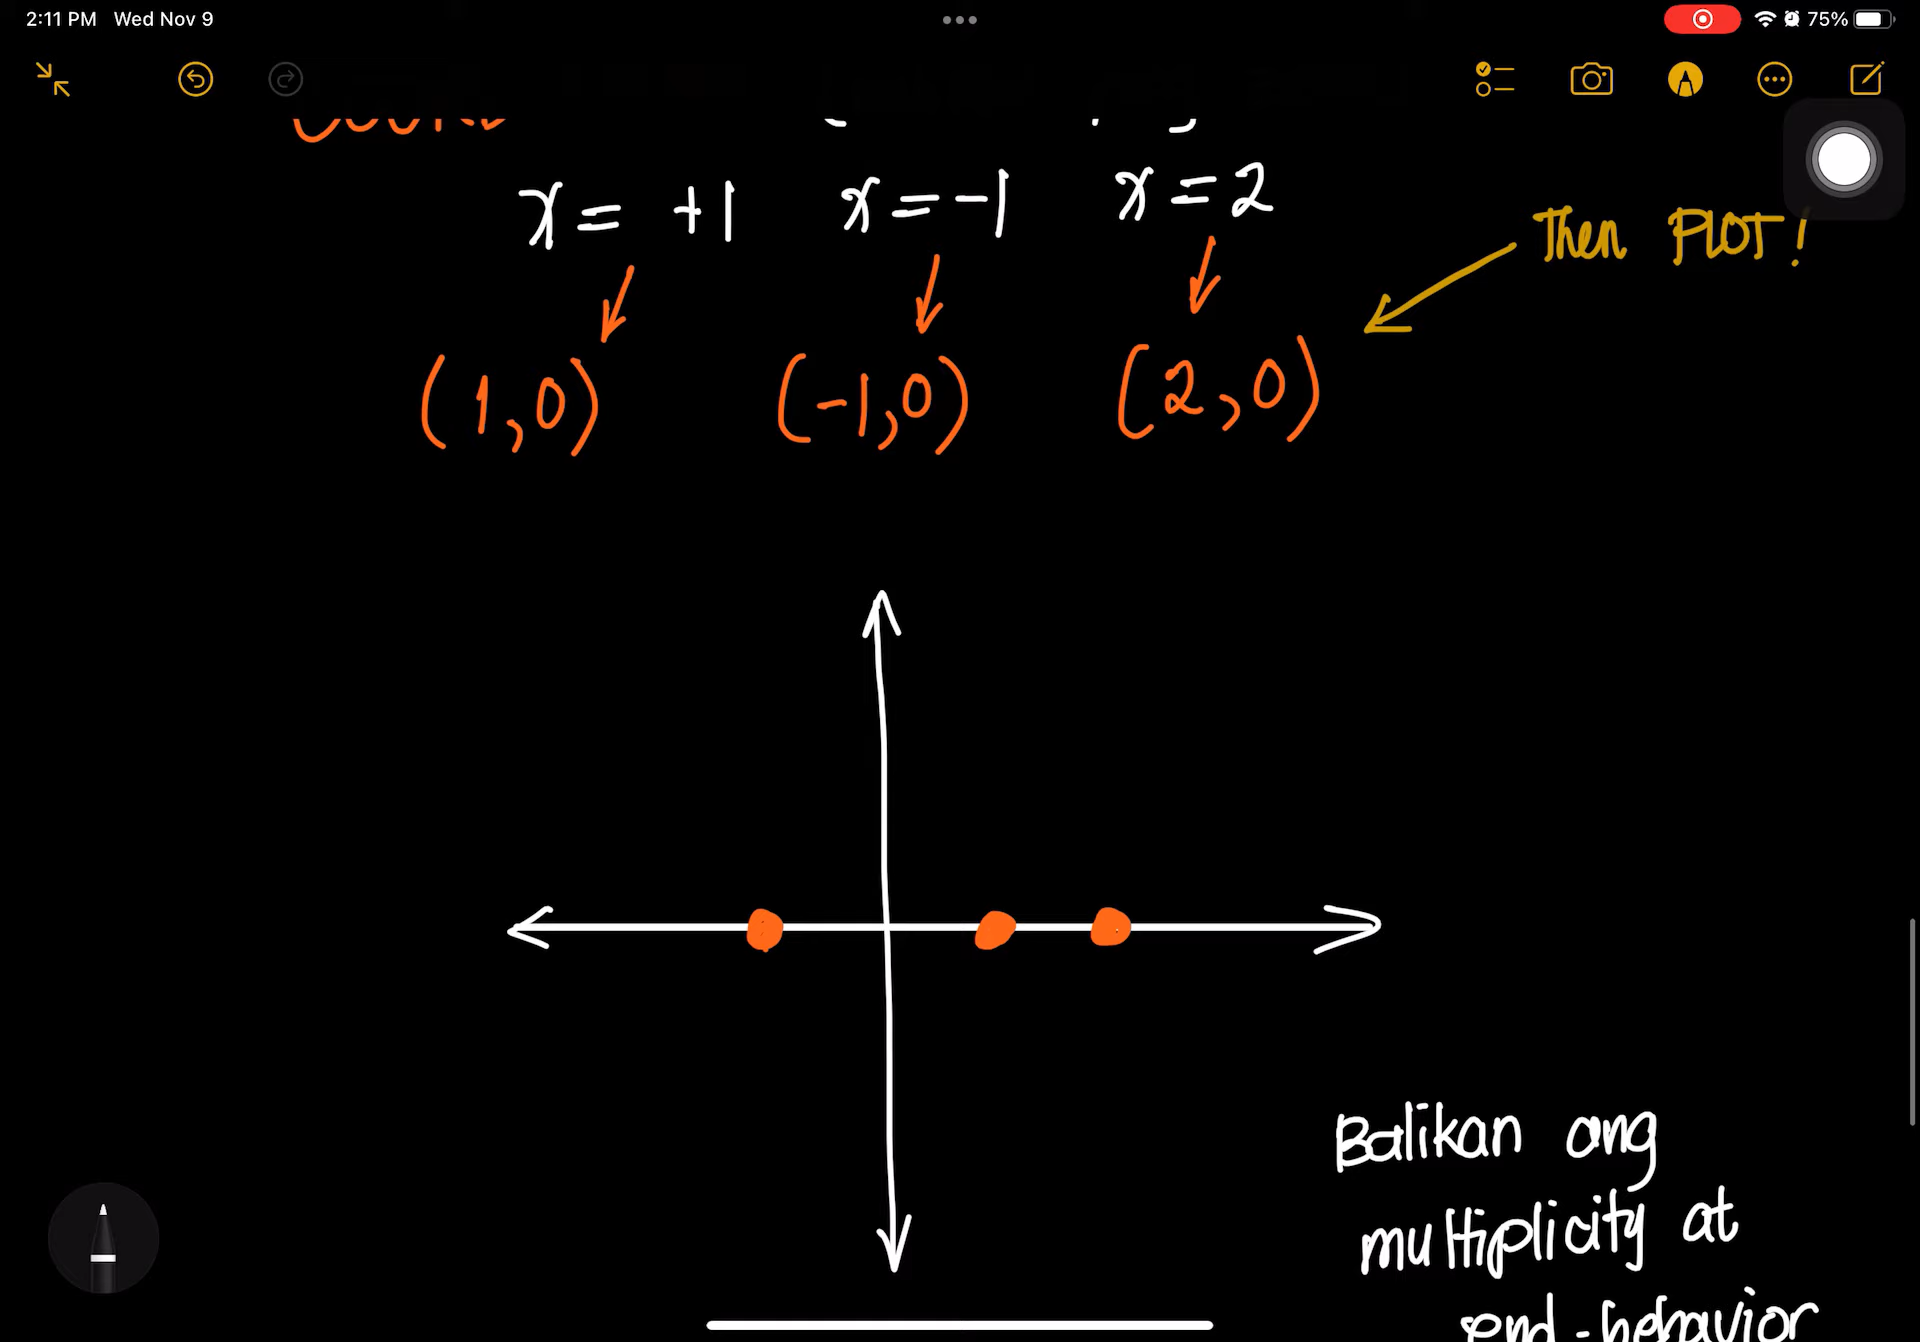 2:11 PM Wed Nov 9
75%
x = +1 x = -1 x = 2
Then PLOT!
(1,0) (-1,0) (2,0)
Balikan ang
multiplicity at
end-behavior